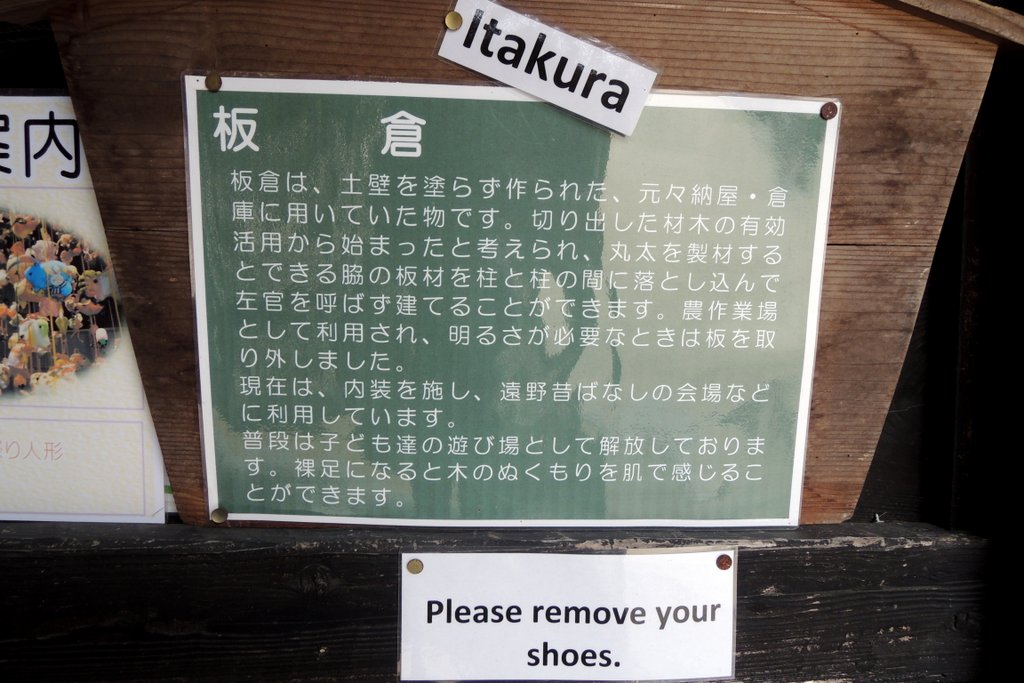 Itakura
板 倉
板倉は、土壁を塗らず作られた、元々納屋・倉
庫に用いていた物です。切り出した材木の有効
活用から始まったと考えられ、丸太を製材する
とできる脇の板材を柱と柱の間に落とし込んで
左官を呼ばず建てることができます。農作業場
として利用され、明るさが必要なときは板を取
り外しました。
現在は、内装を施し、遠野昔ばなしの会場など
に利用しています。
普段は子ども達の遊び場として解放しておりま
す。裸足になると木のぬくもりを肌で感じるこ
とができます。
Please remove your
shoes.
案内
り人形